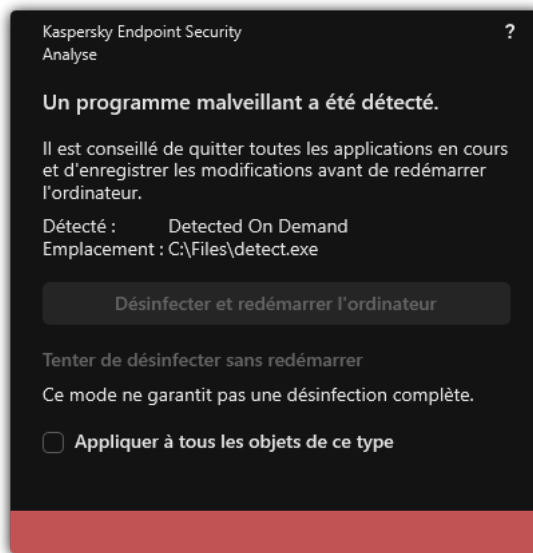 Kaspersky Endpoint Security
?
Analyse
Un programme malveillant a été détecté.
Il est conseillé de quitter toutes les applications en cours
et d'enregistrer les modifications avant de redémarrer
l'ordinateur.
Détecté : Detected On Demand
Emplacement : C:\Files\detect.exe
Désinfecter et redémarrer l'ordinateur
Tenter de désinfecter sans redémarrer
Ce mode ne garantit pas une désinfection complète.
Appliquer à tous les objets de ce type